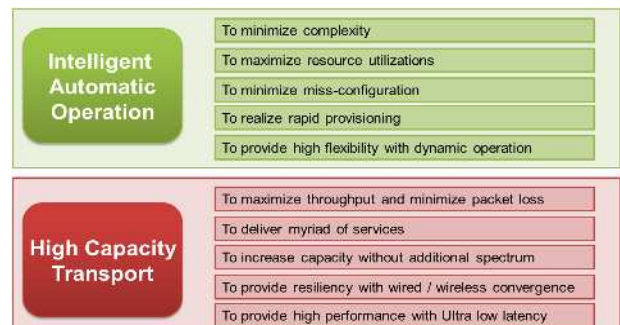 Intelligent
Automatic
Operation
To minimize complexity
To maximize resource utilizations
To minimize miss-configuration
To realize rapid provisioning
To provide high flexibility with dynamic operation
High Capacity
Transport
To maximize throughput and minimize packet loss
To deliver myriad of services
To increase capacity without additional spectrum
To provide resiliency with wired / wireless convergence
To provide high performance with Ultra low latency